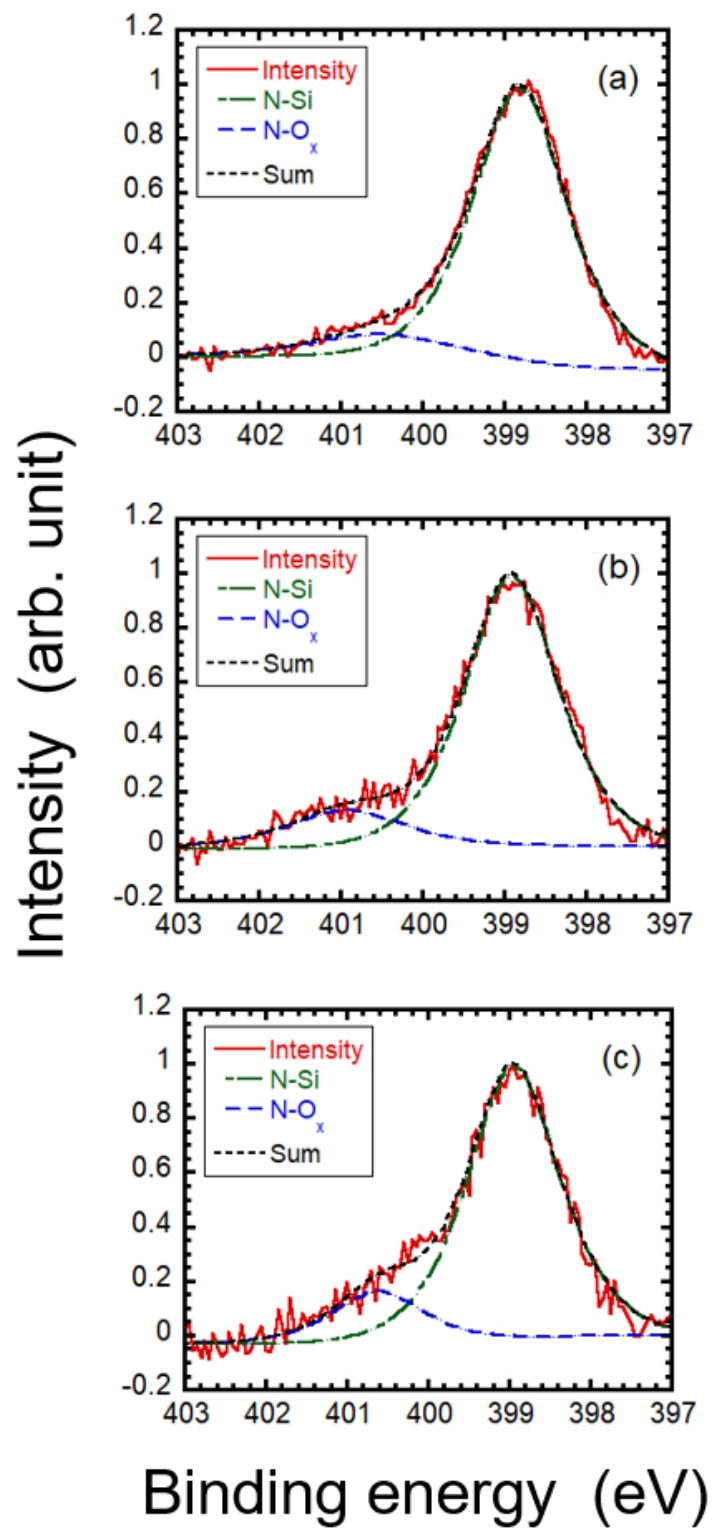 Intensity (arb. unit)
1.2
1
0.8
0.6
0.4
0.2
0
-0.2
Intensity
N-Si
N-Oₓ
Sum
(a)
403 402 401 400 399 398 397
1.2
1
0.8
0.6
0.4
0.2
0
-0.2
Intensity
N-Si
N-Oₓ
Sum
(b)
403 402 401 400 399 398 397
1.2
1
0.8
0.6
0.4
0.2
0
-0.2
Intensity
N-Si
N-Oₓ
Sum
(c)
403 402 401 400 399 398 397
Binding energy (eV)